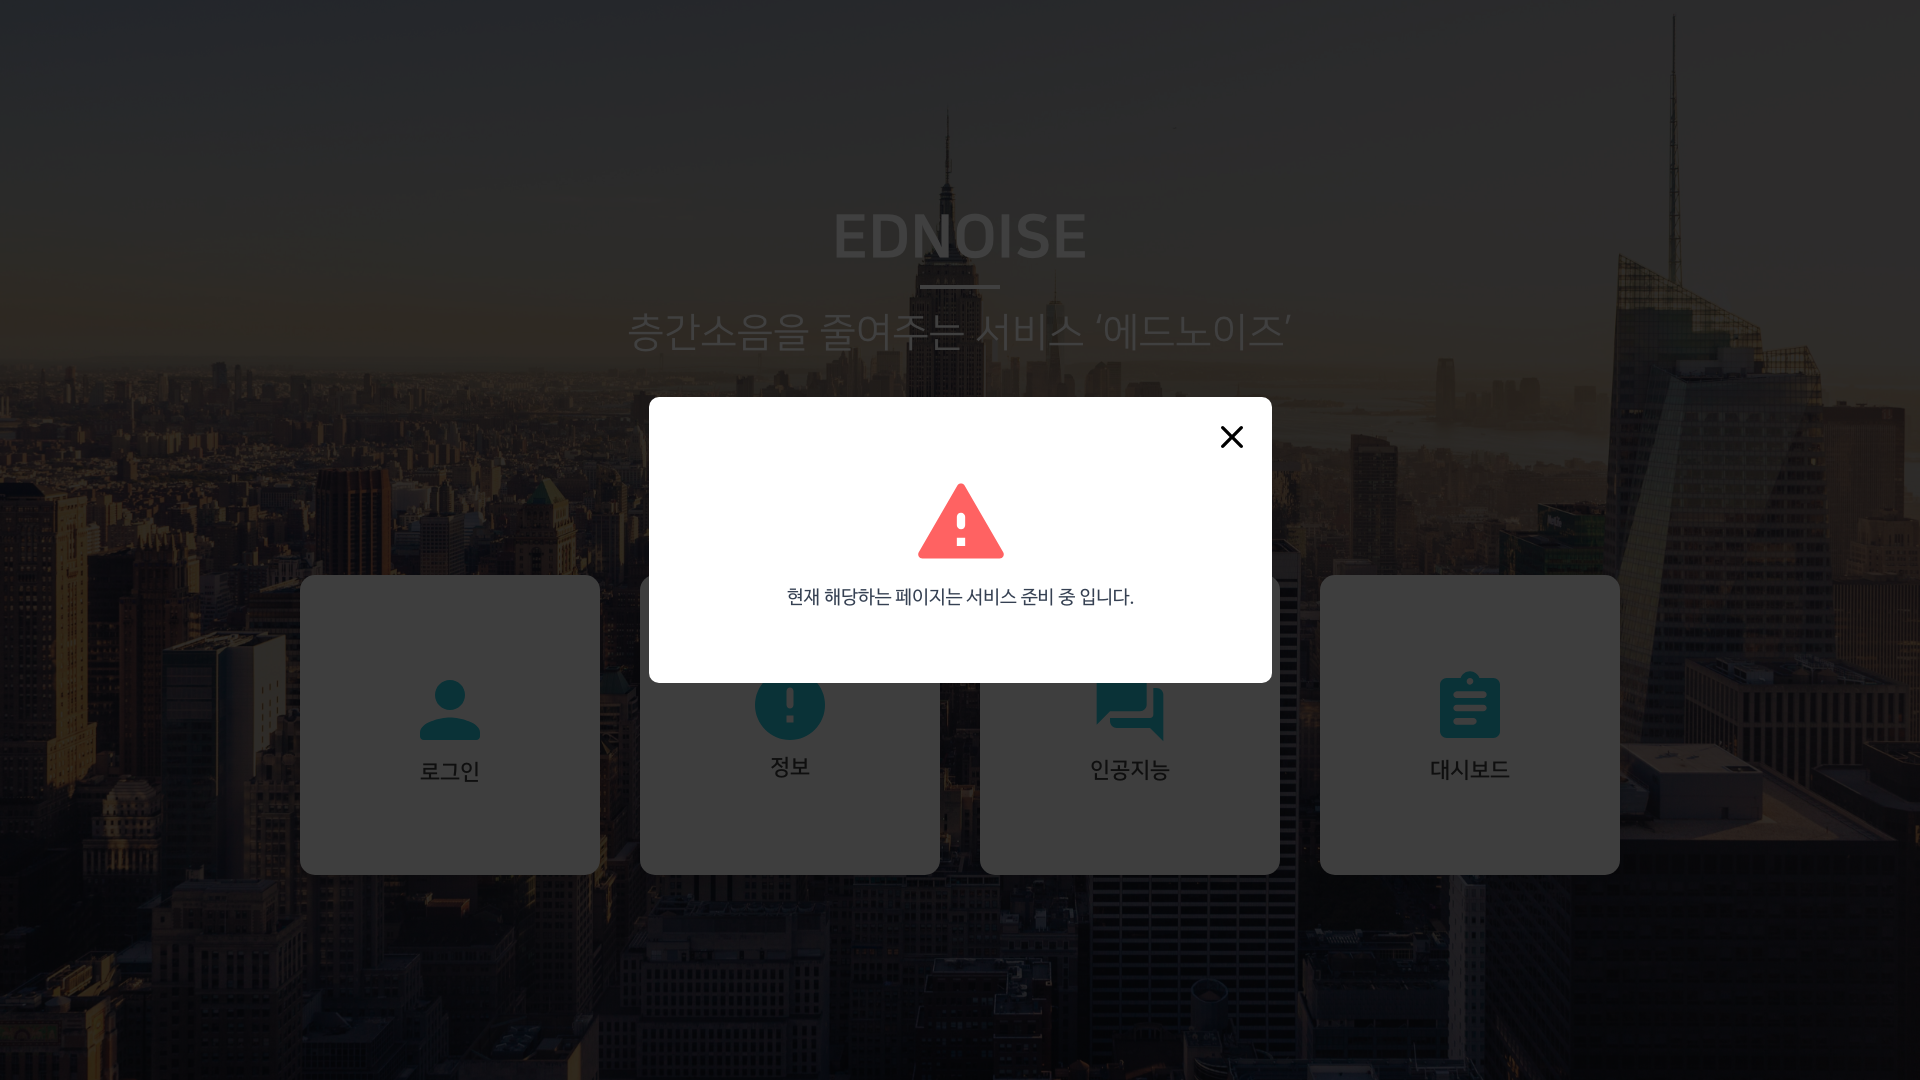 EDNOISE
층간소음을 줄여주는 서비스 ‘에드노이즈’
현재 해당하는 페이지는 서비스 준비 중 입니다.
로그인
정보
인공지능
대시보드